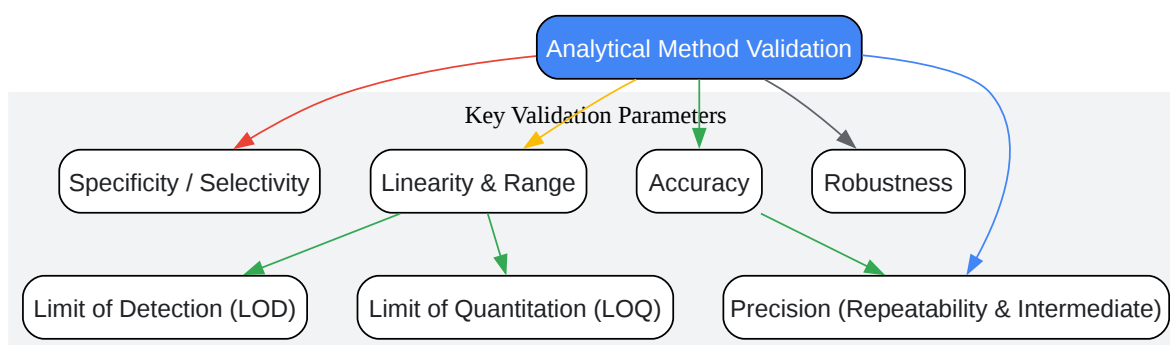 Analytical Method Validation
Key Validation Parameters
Specificity / Selectivity
Linearity & Range
Accuracy
Robustness
Limit of Detection (LOD)
Limit of Quantitation (LOQ)
Precision (Repeatability & Intermediate)